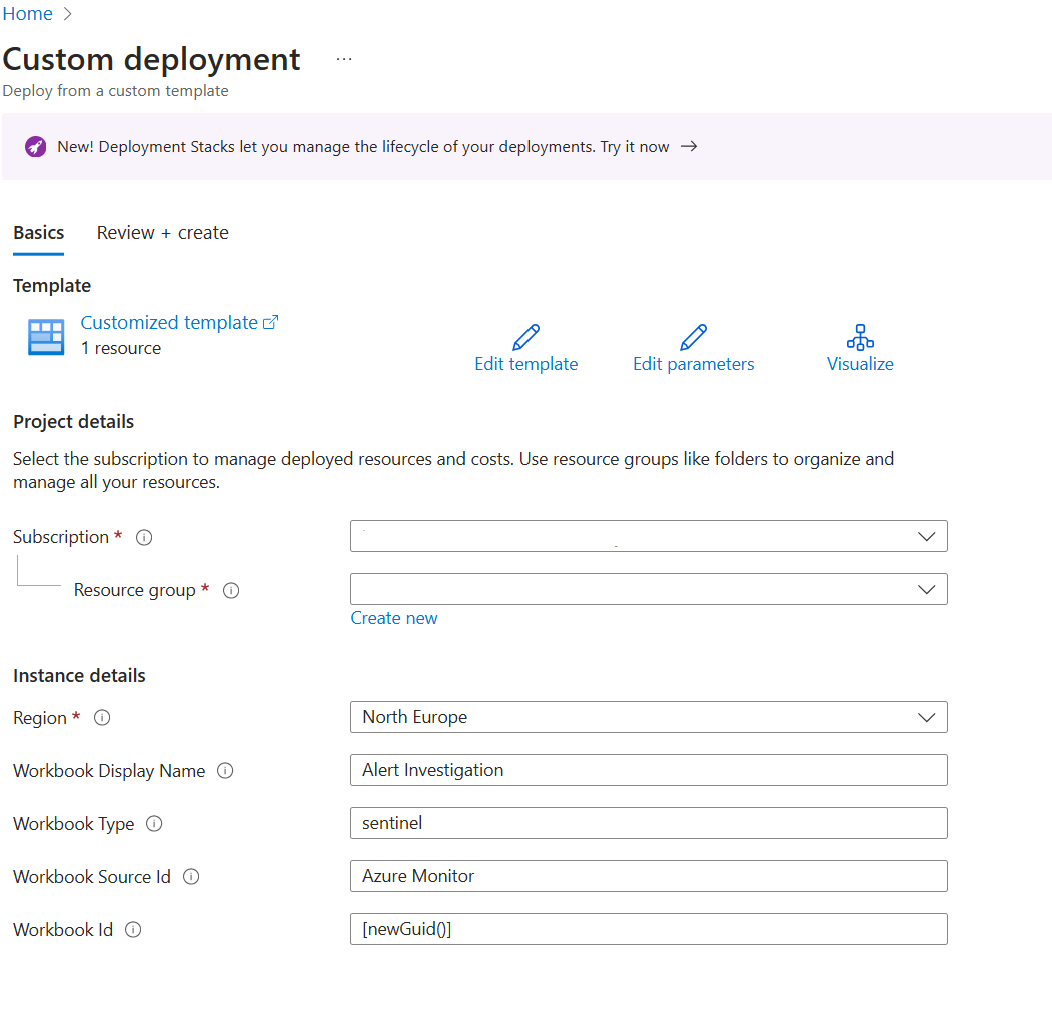 Home
Custom deployment
Deploy from a custom template
New! Deployment Stacks let you manage the lifecycle of your deployments. Try it now
Basics Review + create
Template
Customized template
1 resource
Edit template Edit parameters Visualize
Project details
Select the subscription to manage deployed resources and costs. Use resource groups like folders to organize and
manage all your resources.
Subscription *
Resource group *
Create new
Instance details
Region * North Europe
Workbook Display Name Alert Investigation
Workbook Type sentinel
Workbook Source Id Azure Monitor
Workbook Id [newGuid()]